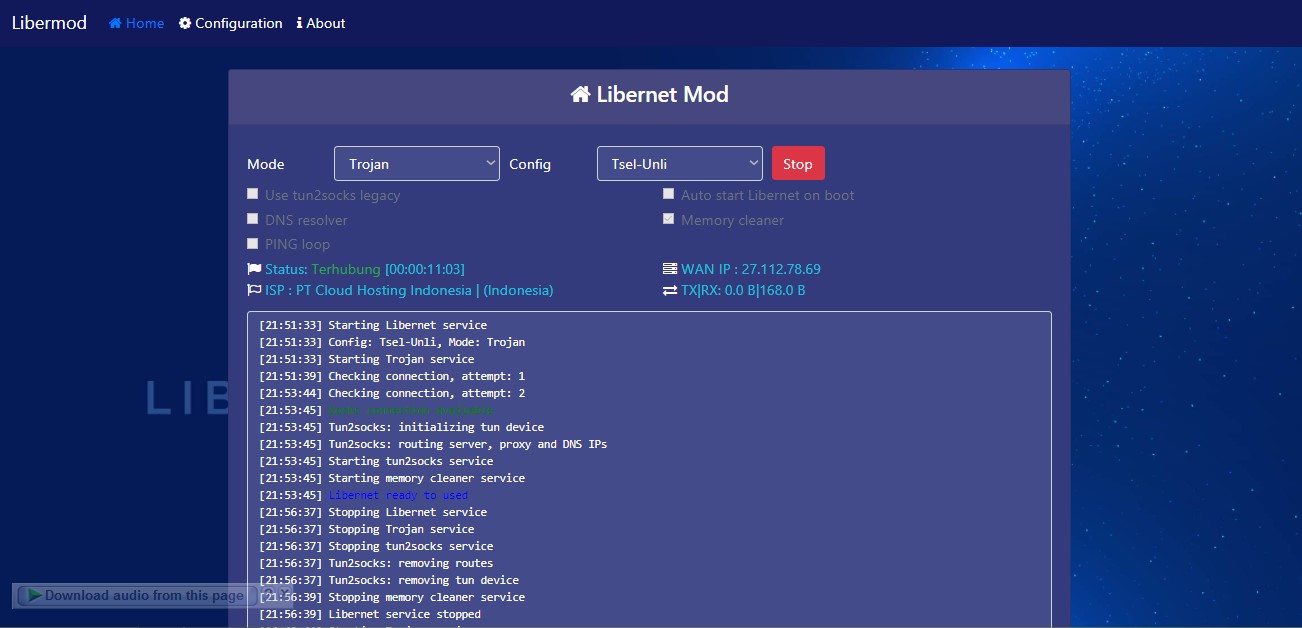 Libermod Home Configuration About
Libernet Mod
Mode Trojan Config Tsel-Unli Stop
Use tun2socks legacy Auto start Libernet on boot
DNS resolver Memory cleaner
PING loop
Status: Terhubung [00:00:11:03] WAN IP : 27.112.78.69
ISP : PT Cloud Hosting Indonesia | (Indonesia) TX|RX: 0.0 B|168.0 B
[21:51:33] Starting Libernet service
[21:51:33] Config: Tsel-Unli, Mode: Trojan
[21:51:33] Starting Trojan service
[21:51:39] Checking connection, attempt: 1
[21:53:44] Checking connection, attempt: 2
[21:53:45]
[21:53:45] Tun2socks: initializing tun device
[21:53:45] Tun2socks: routing server, proxy and DNS IPs
[21:53:45] Starting tun2socks service
[21:53:45] Starting memory cleaner service
[21:53:45] Libernet ready to used
[21:56:37] Stopping Libernet service
[21:56:37] Stopping Trojan service
[21:56:37] Stopping tun2socks service
[21:56:37] Tun2socks: removing routes
[21:56:37] Tun2socks: removing tun device
[21:56:39] Stopping memory cleaner service
[21:56:39] Libernet service stopped
LIB
Download audio from this page